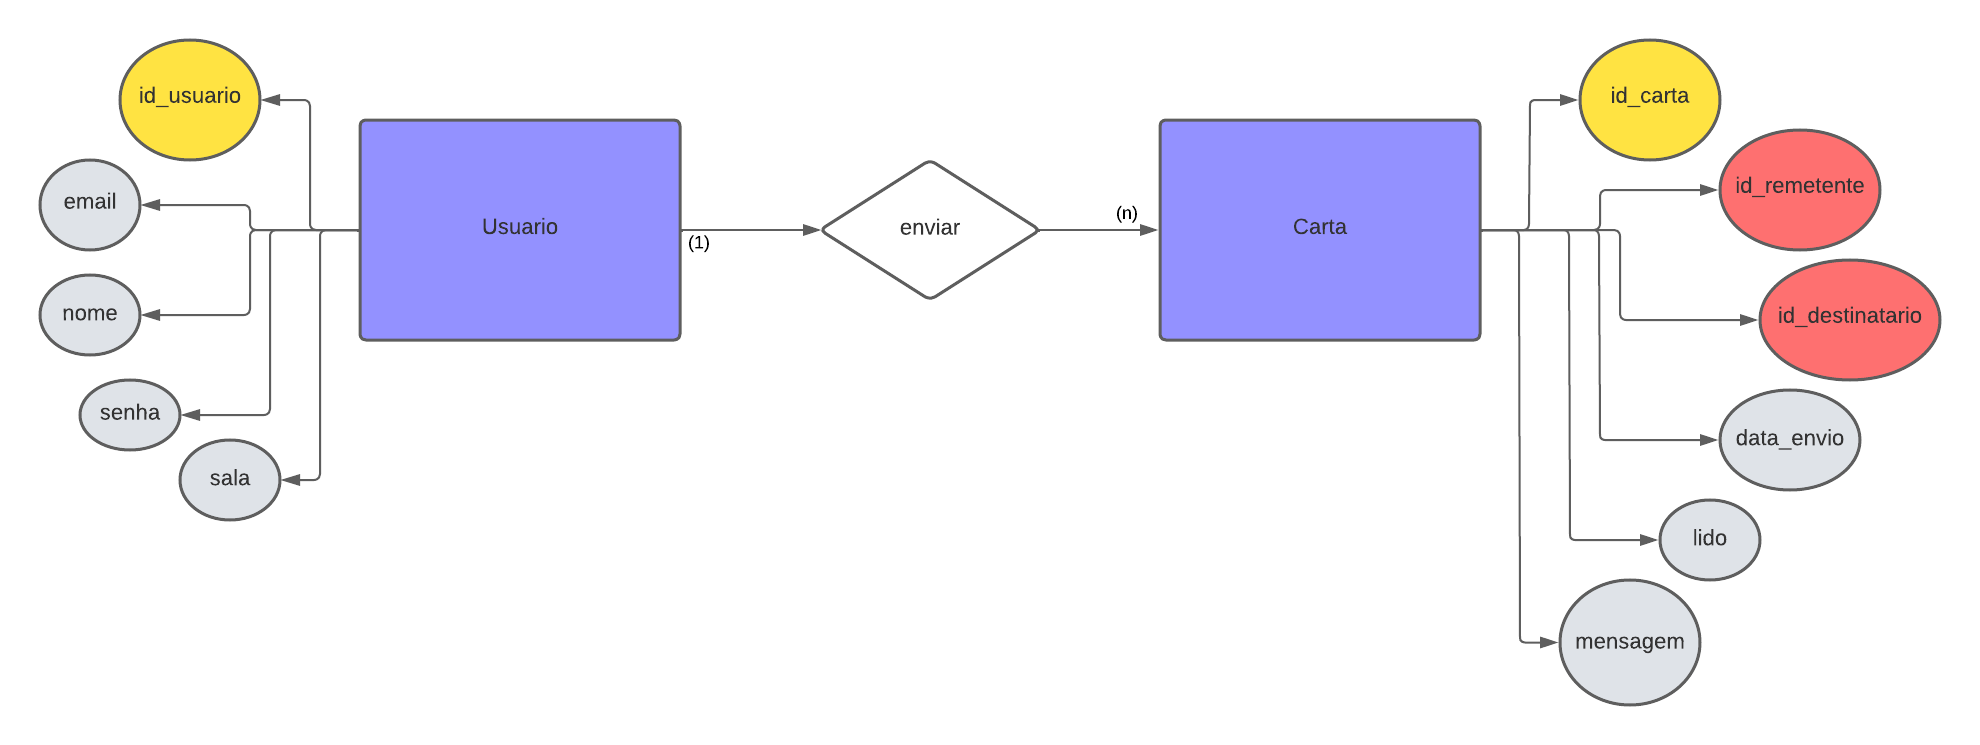 id_usuario
email
nome
senha
sala
Usuario
(1)
enviar
(n)
Carta
id_carta
id_remetente
id_destinatario
data_envio
lido
mensagem